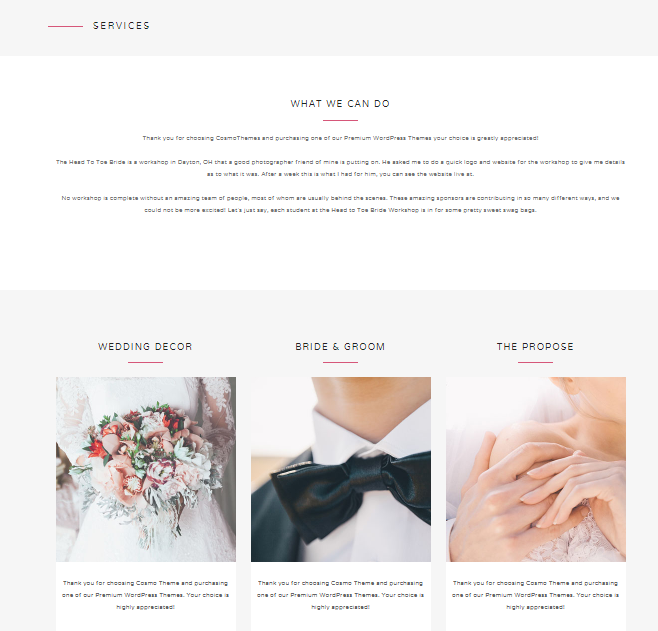 SERVICES
WHAT WE CAN DO
Thank you for choosing CosmoThemes and purchasing one of our Premium WordPress Themes your choice is greatly appreciated!
The Head To Toe Bride is a workshop in Dayton, OH that a good photographer friend of mine is putting on. He asked me to do a quick logo and website for the workshop to give me details
as to what it was. After a week this is what I had for him, you can see the website live at.
No workshop is complete without an amazing team of people, most of whom are usually behind the scenes. These amazing sponsors are contributing in so many different ways, and we
could not be more excited! Let's just say, each student at the Head to Toe Bride Workshop is in for some pretty sweet swag bags.
WEDDING DECOR
BRIDE & GROOM
THE PROPOSE
Thank you for choosing Cosmo Theme and purchasing
one of our Premium WordPress Themes. Your choice is
highly appreciated!
Thank you for choosing Cosmo Theme and purchasing
one of our Premium WordPress Themes. Your choice is
highly appreciated!
Thank you for choosing Cosmo Theme and purchasing
one of our Premium WordPress Themes. Your choice is
highly appreciated!